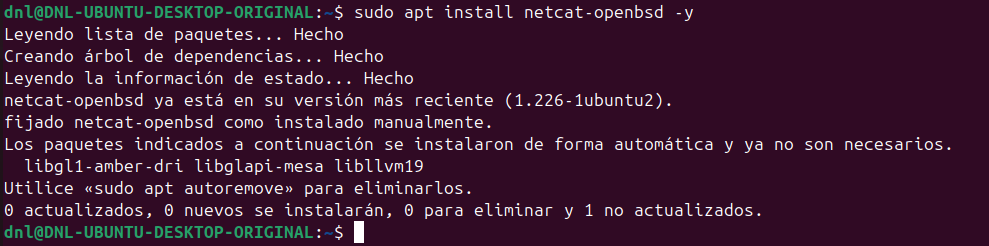 dnl@DNL-UBUNTU-DESKTOP-ORIGINAL:~$ sudo apt install netcat-openbsd -y
Leyendo lista de paquetes... Hecho
Creando árbol de dependencias... Hecho
Leyendo la información de estado... Hecho
netcat-openbsd ya está en su versión más reciente (1.226-1ubuntu2).
fijado netcat-openbsd como instalado manualmente.
Los paquetes indicados a continuación se instalaron de forma automática y ya no son necesarios.
  libgl1-amber-dri libglapi-mesa libllvm19
Utilice «sudo apt autoremove» para eliminarlos.
0 actualizados, 0 nuevos se instalarán, 0 para eliminar y 1 no actualizados.
dnl@DNL-UBUNTU-DESKTOP-ORIGINAL:~$